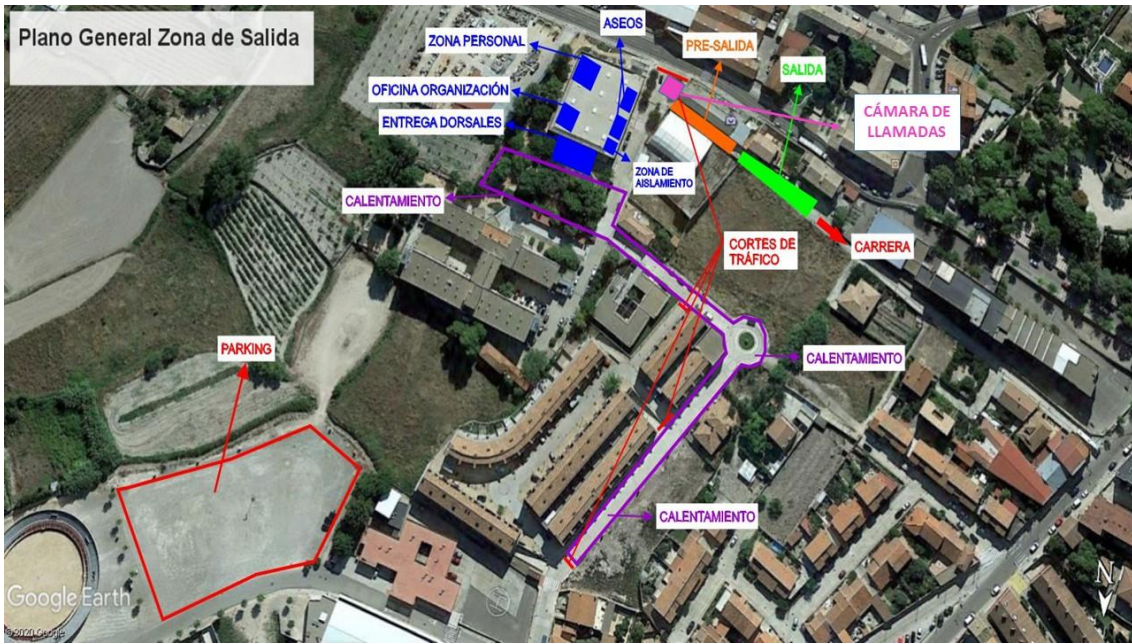 Plano General Zona de Salida
ASEOS
ZONA PERSONAL
PRE-SALIDA
SALIDA
OFICINA ORGANIZACIÓN
CÁMARA DE
LLAMADAS
ENTREGA DORSALES
ZONA DE
AISLAMIENTO
CALENTAMIENTO
CORTES DE
TRÁFICO
CARRERA
PARKING
CALENTAMIENTO
CALENTAMIENTO
N
Google Earth
©2020 Google